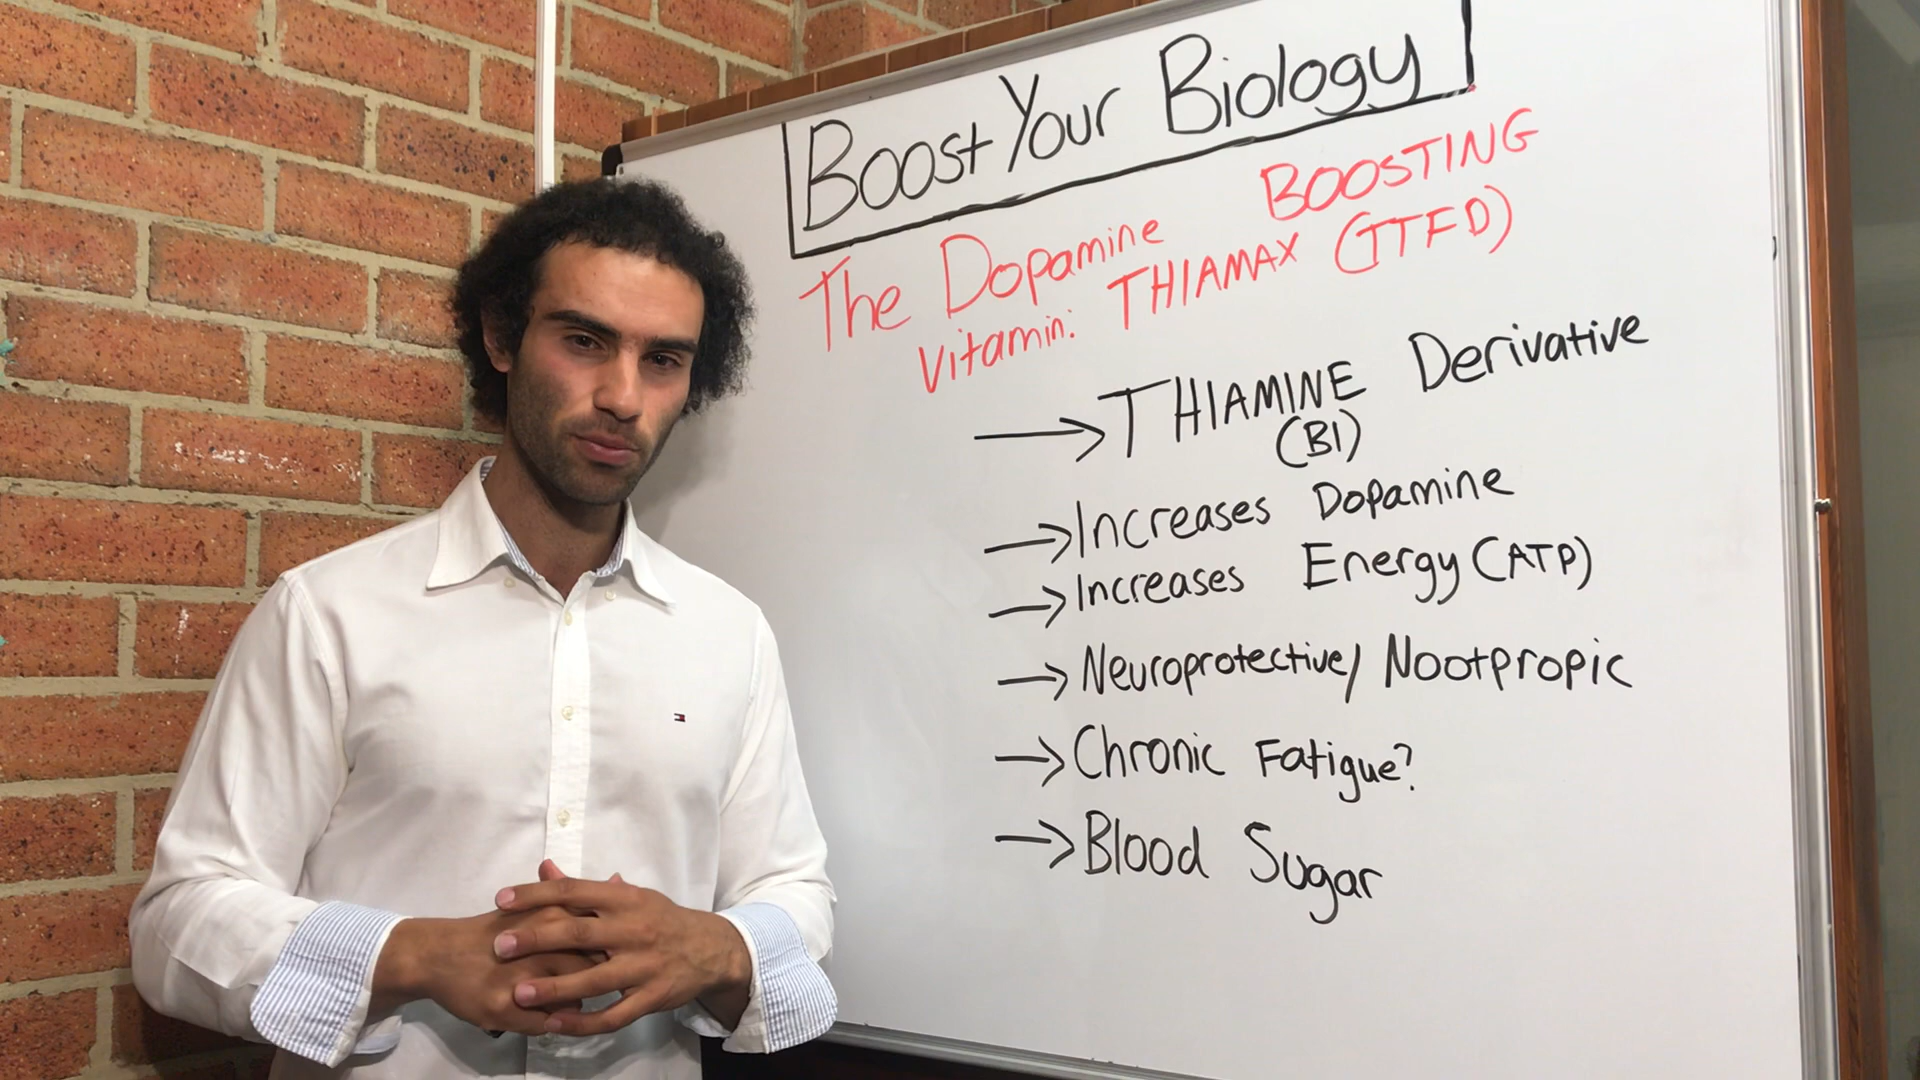 Boost Your Biology
The Dopamine BOOSTING
Vitamin: THIAMAX (TTFD)
→ THIAMINE Derivative
(B1)
→ Increases Dopamine
→ Increases Energy (ATP)
→ Neuroprotective/ Nootpropic
→ Chronic Fatigue?
→ Blood Sugar